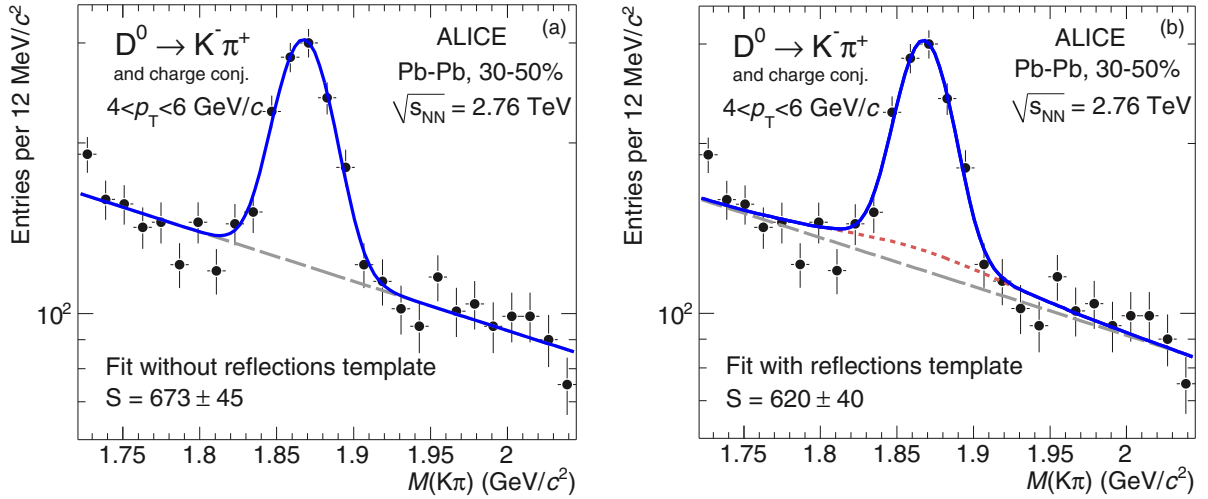 Entries per 12 MeV/c²
10²
(a)
D⁰ → K⁻π⁺
and charge conj.
4<p_T<6 GeV/c
ALICE
Pb-Pb, 30-50%
√s_NN = 2.76 TeV
Fit without reflections template
S = 673 ± 45
1.75 1.8 1.85 1.9 1.95 2
M(Kπ) (GeV/c²)
Entries per 12 MeV/c²
10²
(b)
D⁰ → K⁻π⁺
and charge conj.
4<p_T<6 GeV/c
ALICE
Pb-Pb, 30-50%
√s_NN = 2.76 TeV
Fit with reflections template
S = 620 ± 40
1.75 1.8 1.85 1.9 1.95 2
M(Kπ) (GeV/c²)